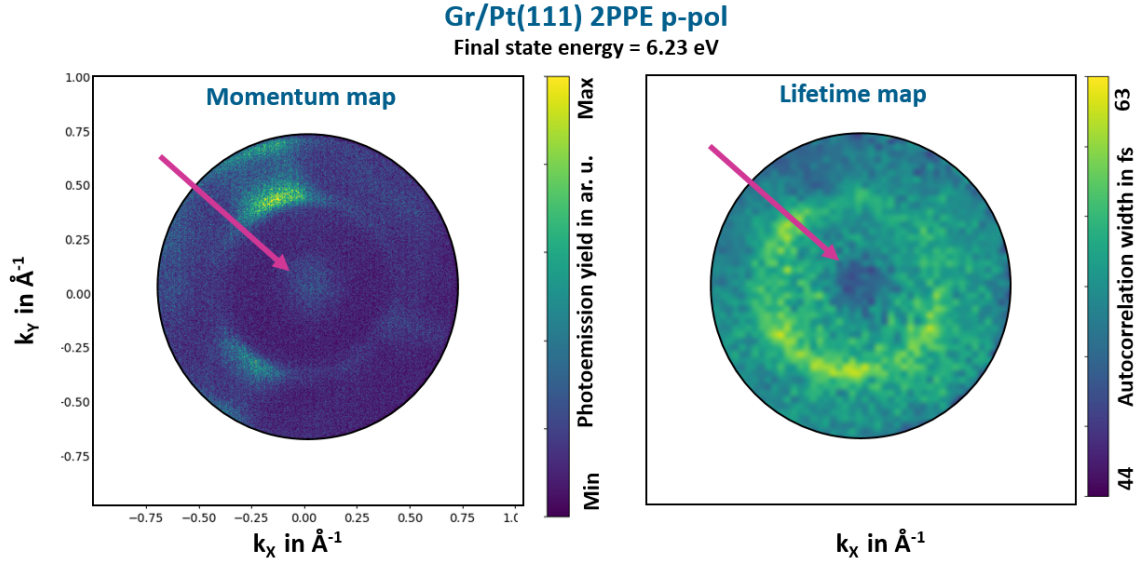 Gr/Pt(111) 2PPE p-pol
Final state energy = 6.23 eV
Momentum map
1.00
0.75
0.50
0.25
0.00
-0.25
-0.50
-0.75
k_Y in Å⁻¹
−0.75
−0.50
−0.25
0.00
0.25
0.50
0.75
1.0
k_X in Å⁻¹
Max
Photoemission yield in ar. u.
Min
Lifetime map
k_X in Å⁻¹
63
Autocorrelation width in fs
44